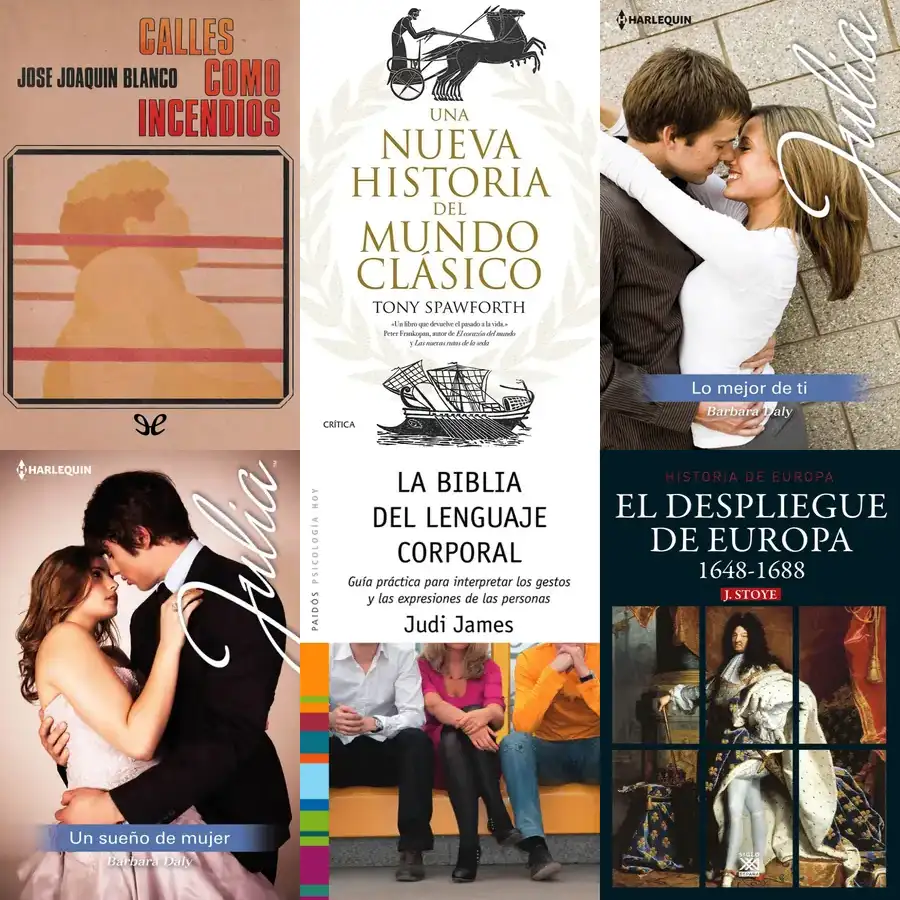 CALLES
JOSE JOAQUIN BLANCO COMO
INCENDIOS
UNA
NUEVA
HISTORIA
DEL
MUNDO
CLÁSICO
TONY SPAWFORTH
«Un libro que devuelve el pasado a la vida.»
Peter Frankopan, autor de El corazón del mundo
y Las nuevas rutas de la seda
CRÍTICA
HARLEQUIN
Julia
Lo mejor de ti
Barbara Daly
HARLEQUIN
Julia
™
Un sueño de mujer
Barbara Daly
PAIDÓS PSICOLOGÍA HOY
LA BIBLIA
DEL LENGUAJE
CORPORAL
Guía práctica para interpretar los gestos
y las expresiones de las personas
Judi James
HISTORIA DE EUROPA
EL DESPLIEGUE
DE EUROPA
1648-1688
J. STOYE
SIGLO
XXI
ESPAÑA